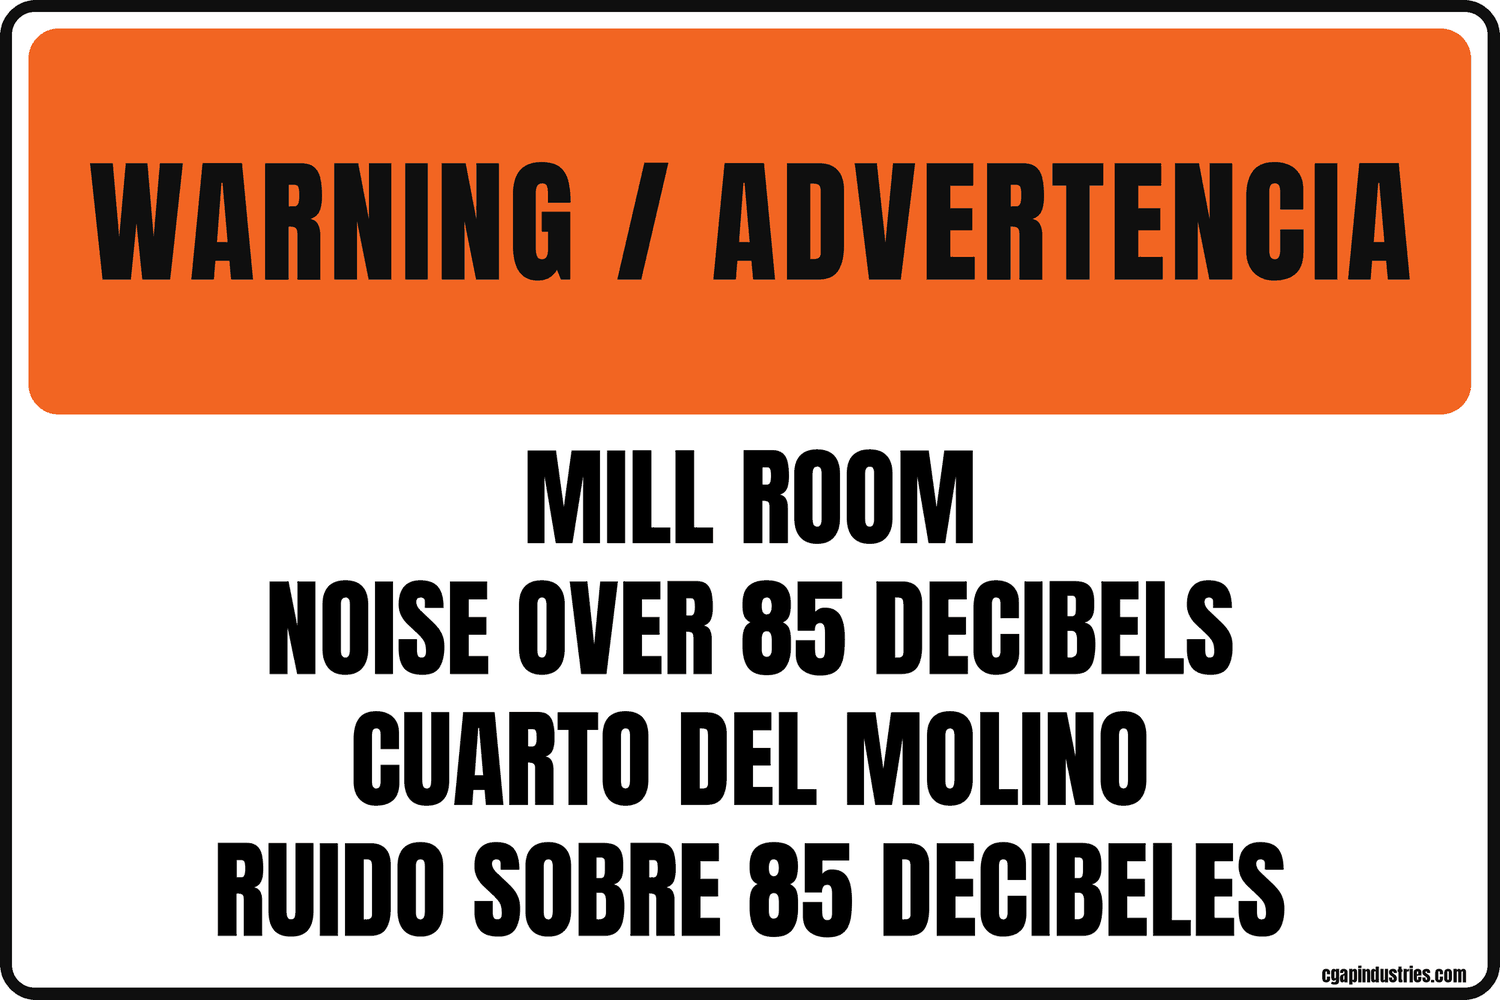 WARNING / ADVERTENCIA
MILL ROOM
NOISE OVER 85 DECIBELS
CUARTO DEL MOLINO
RUIDO SOBRE 85 DECIBELES
cgapindustries.com